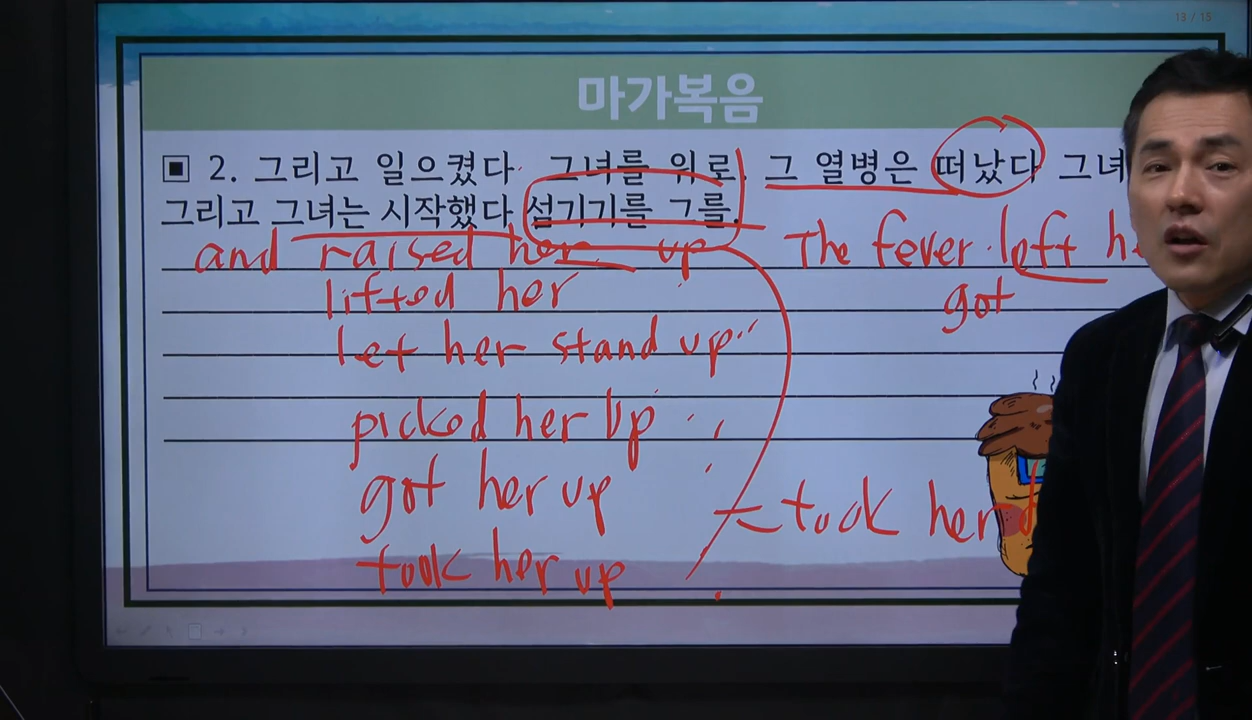 13 / 15
마가복음
▣ 2. 그리고 일으켰다. 그녀를 위로. 그 열병은 떠났다 그녀
그리고 그녀는 시작했다 섬기기를 그를.
and raised her up The fever left he
lifted her got
let her stand up
picked her up
got her up took her
took her up